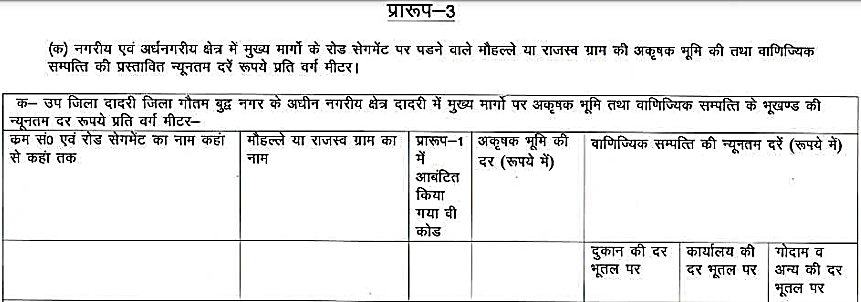 प्रारूप–3
(क) नगरीय एवं अर्धनगरीय क्षेत्र में मुख्य मार्गो के रोड सेगमेंट पर पडने वाले मौहल्ले या राजस्व ग्राम की अकृषक भूमि की तथा वाणिज्यिक
सम्पत्ति की प्रस्तावित न्यूनतम दरें रूपये प्रति वर्ग मीटर।
क– उप जिला दादरी जिला गौतम बुद्व नगर के अधीन नगरीय क्षेत्र दादरी में मुख्य मार्गो पर अकृषक भूमि तथा वाणिज्यिक सम्पत्ति के भूखण्ड की
न्यूनतम दर रूपये प्रति वर्ग मीटर–
कम सं0 एवं रोड सेगमेंट का नाम कहां
से कहां तक
मौहल्ले या राजस्व ग्राम का
नाम
प्रारूप–1
में
आबंटित
किया
गया वी
कोड
अकृषक भूमि की
दर (रूपये में)
वाणिज्यिक सम्पत्ति की न्यूनतम दरें (रूपये में)
दुकान की दर
भूतल पर
कार्यालय की
दर भूतल पर
गोदाम व
अन्य की दर
भूतल पर